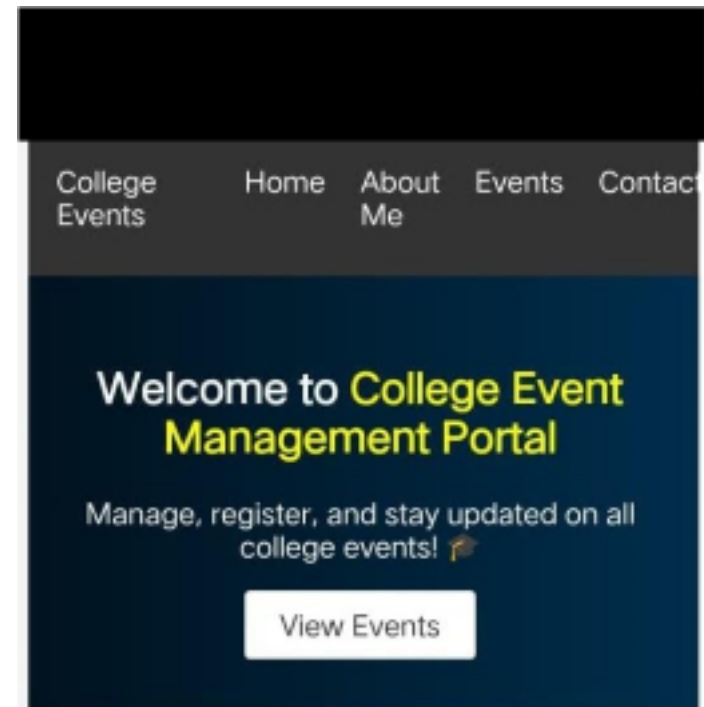 College Events Home About Me Events Contact
Welcome to College Event
Management Portal
Manage, register, and stay updated on all
college events! 🎓
View Events